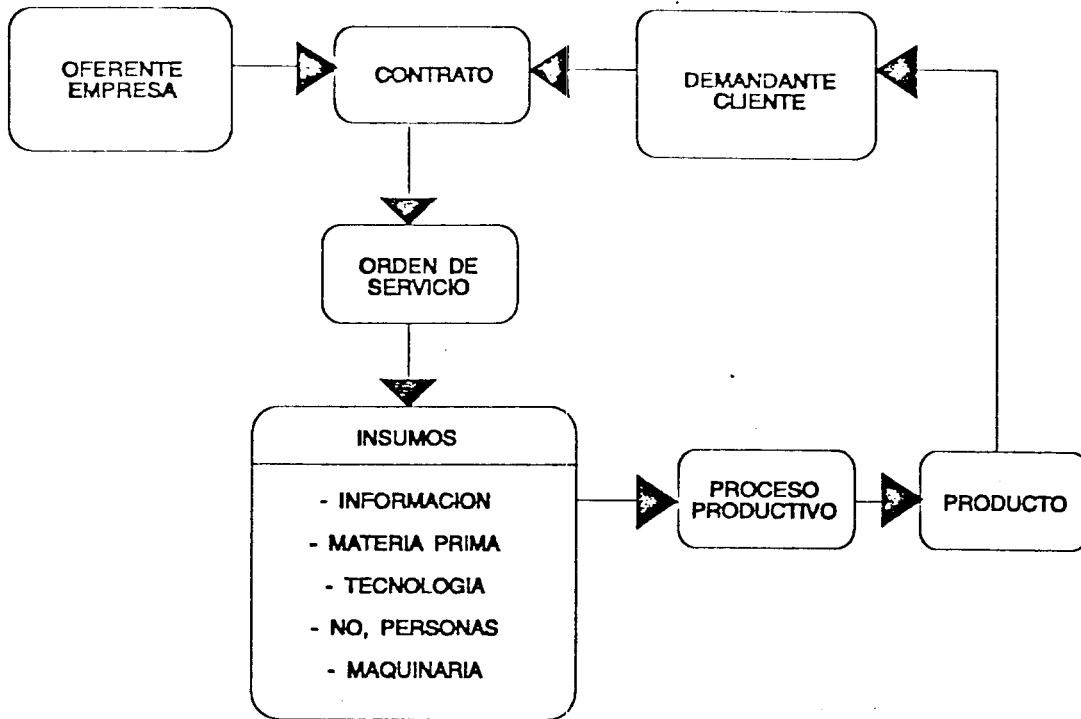 OFERENTE
EMPRESA
CONTRATO
DEMANDANTE
CLIENTE
ORDEN DE
SERVICIO
INSUMOS
- INFORMACION
- MATERIA PRIMA
- TECNOLOGIA
- NO, PERSONAS
- MAQUINARIA
PROCESO
PRODUCTIVO
PRODUCTO